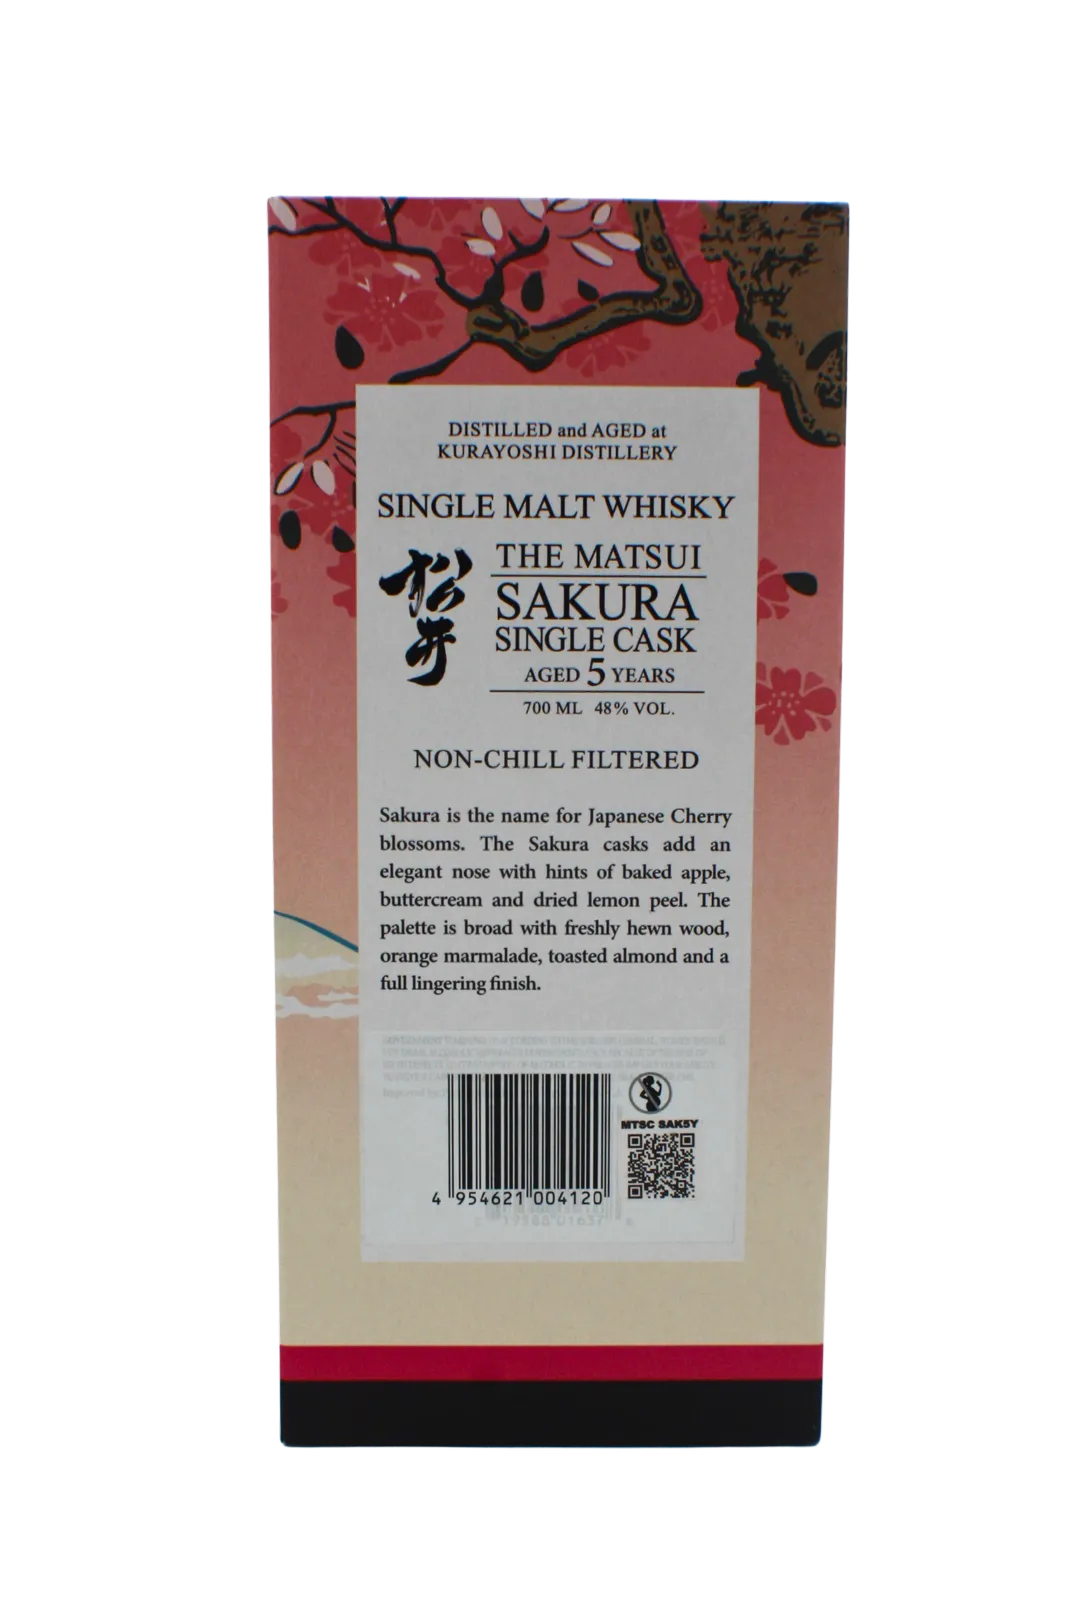 DISTILLED and AGED at
KURAYOSHI DISTILLERY
SINGLE MALT WHISKY
松井
THE MATSUI
SAKURA
SINGLE CASK
AGED 5 YEARS
700 ML 48% VOL.
NON-CHILL FILTERED
Sakura is the name for Japanese Cherry
blossoms. The Sakura casks add an
elegant nose with hints of baked apple,
buttercream and dried lemon peel. The
palette is broad with freshly hewn wood,
orange marmalade, toasted almond and a
full lingering finish.
MTSC SAK5Y
4 954621 004120